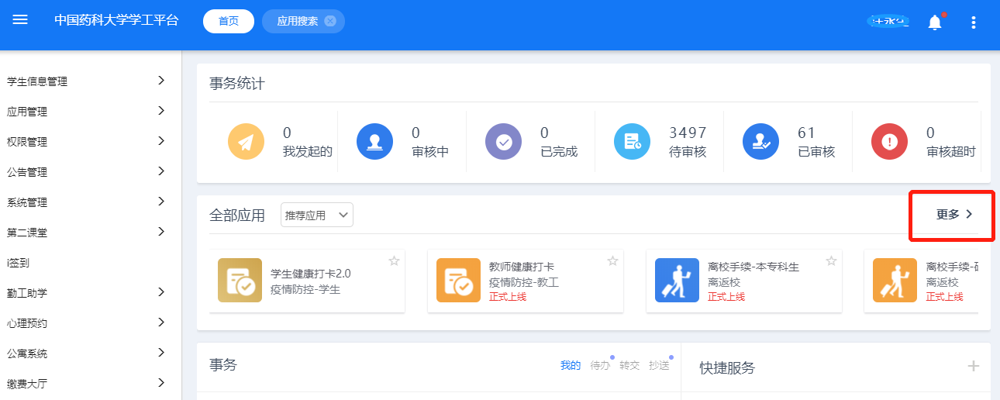 中国药科大学学工平台
首页
应用搜索
学生信息管理
应用管理
权限管理
公告管理
系统管理
第二课堂
i签到
勤工助学
心理预约
公寓系统
缴费大厅
事务统计
0
我发起的
0
审核中
0
已完成
3497
待审核
61
已审核
0
审核超时
全部应用
推荐应用
更多
学生健康打卡2.0
疫情防控-学生
教师健康打卡
疫情防控-教工
正式上线
离校手续-本专科生
离返校
正式上线
离校手续-
离返校
正式上线
事务
我的 待办 转交 抄送
快捷服务